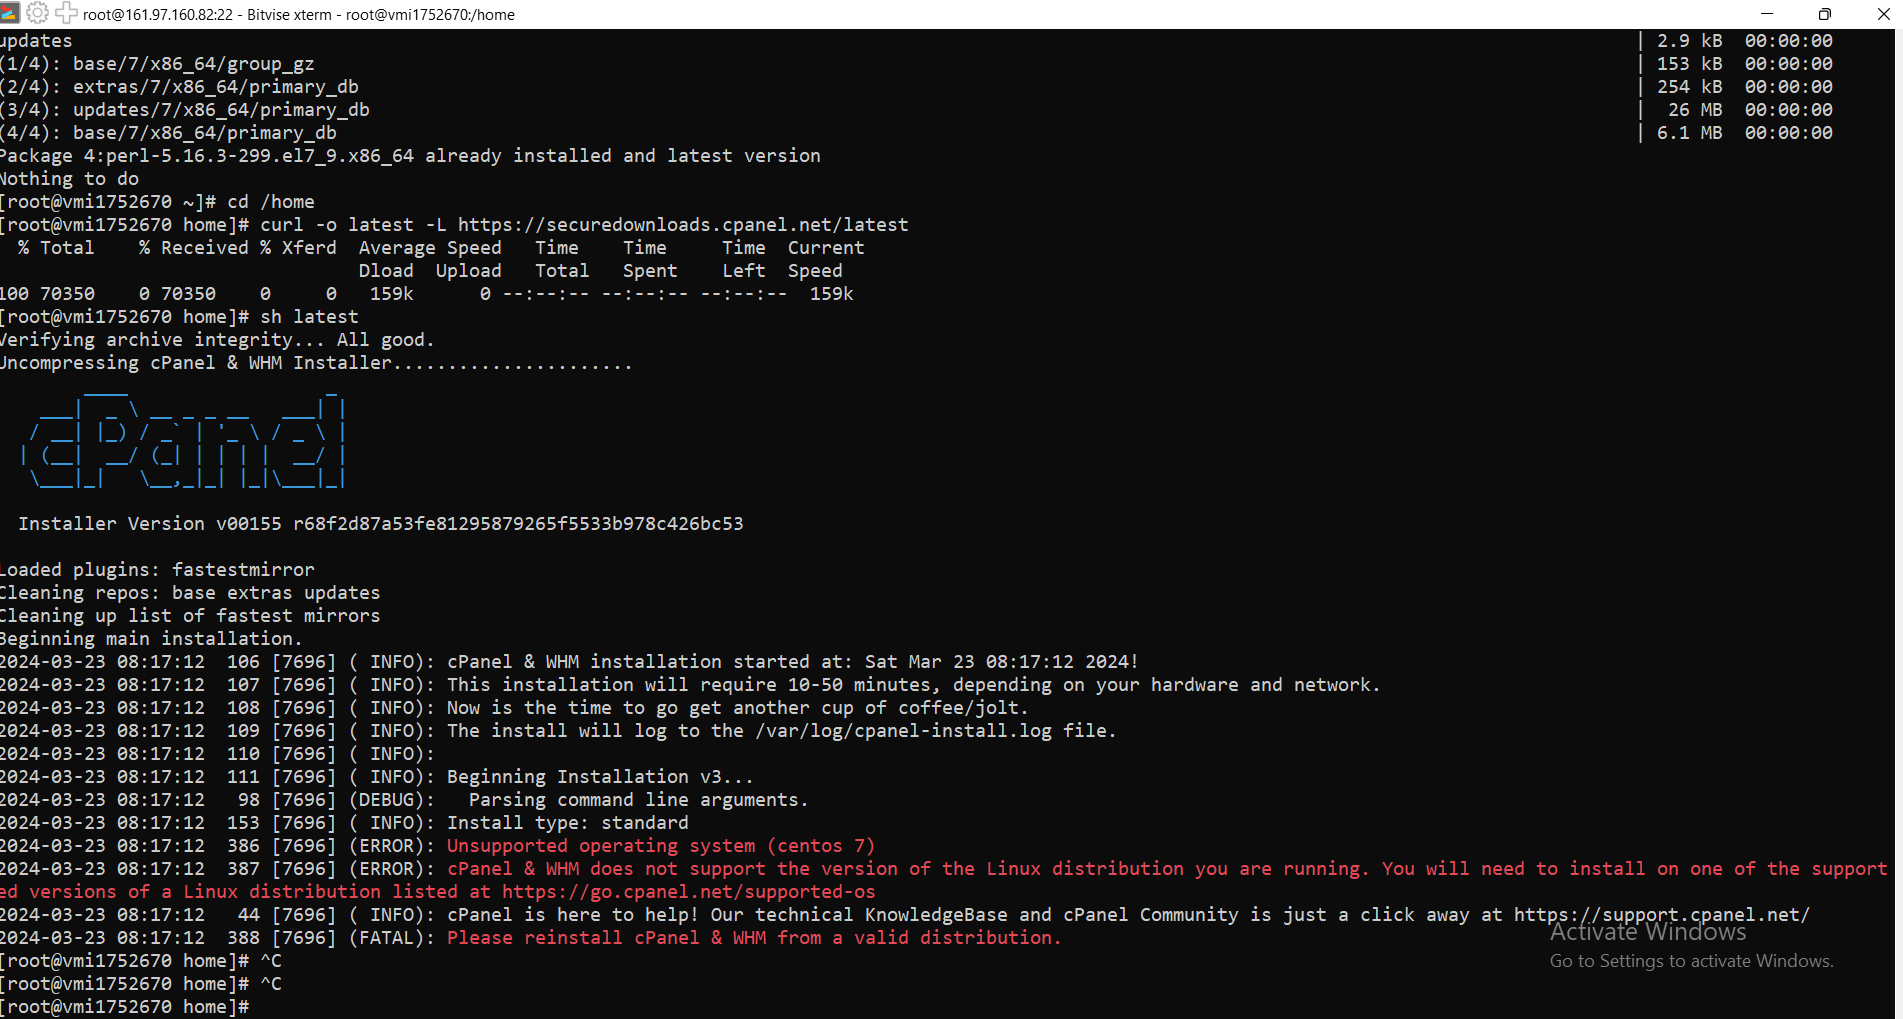 root@161.97.160.82:22 - Bitvise xterm - root@vmi1752670:/home
updates | 2.9 kB 00:00:00
(1/4): base/7/x86_64/group_gz | 153 kB 00:00:00
(2/4): extras/7/x86_64/primary_db | 254 kB 00:00:00
(3/4): updates/7/x86_64/primary_db | 26 MB 00:00:00
(4/4): base/7/x86_64/primary_db | 6.1 MB 00:00:00
Package 4:perl-5.16.3-299.el7_9.x86_64 already installed and latest version
Nothing to do
[root@vmi1752670 ~]# cd /home
[root@vmi1752670 home]# curl -o latest -L https://securedownloads.cpanel.net/latest
% Total % Received % Xferd Average Speed Time Time Time Current
Dload Upload Total Spent Left Speed
100 70350 0 70350 0 0 159k 0 --:--:-- --:--:-- --:--:-- 159k
[root@vmi1752670 home]# sh latest
Verifying archive integrity... All good.
Uncompressing cPanel & WHM Installer......................
cPanel
Installer Version v00155 r68f2d87a53fe81295879265f5533b978c426bc53
Loaded plugins: fastestmirror
Cleaning repos: base extras updates
Cleaning up list of fastest mirrors
Beginning main installation.
2024-03-23 08:17:12 106 [7696] ( INFO): cPanel & WHM installation started at: Sat Mar 23 08:17:12 2024!
2024-03-23 08:17:12 107 [7696] ( INFO): This installation will require 10-50 minutes, depending on your hardware and network.
2024-03-23 08:17:12 108 [7696] ( INFO): Now is the time to go get another cup of coffee/jolt.
2024-03-23 08:17:12 109 [7696] ( INFO): The install will log to the /var/log/cpanel-install.log file.
2024-03-23 08:17:12 110 [7696] ( INFO):
2024-03-23 08:17:12 111 [7696] ( INFO): Beginning Installation v3...
2024-03-23 08:17:12 98 [7696] (DEBUG): Parsing command line arguments.
2024-03-23 08:17:12 153 [7696] ( INFO): Install type: standard
2024-03-23 08:17:12 386 [7696] (ERROR): Unsupported operating system (centos 7)
2024-03-23 08:17:12 387 [7696] (ERROR): cPanel & WHM does not support the version of the Linux distribution you are running. You will need to install on one of the support
ed versions of a Linux distribution listed at https://go.cpanel.net/supported-os
2024-03-23 08:17:12 44 [7696] ( INFO): cPanel is here to help! Our technical KnowledgeBase and cPanel Community is just a click away at https://support.cpanel.net/
2024-03-23 08:17:12 388 [7696] (FATAL): Please reinstall cPanel & WHM from a valid distribution.
[root@vmi1752670 home]# ^C
[root@vmi1752670 home]# ^C
[root@vmi1752670 home]#
Activate Windows
Go to Settings to activate Windows.